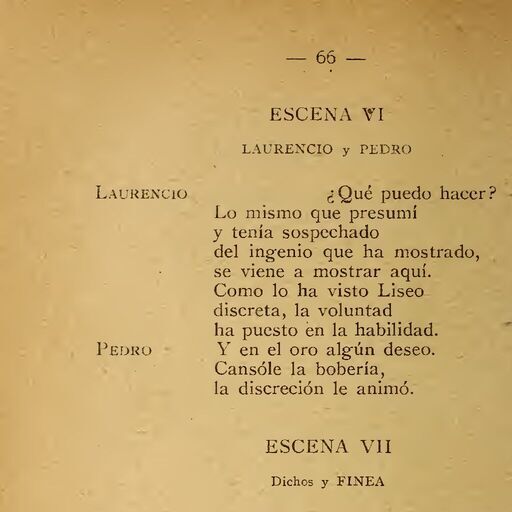 — 66 —
ESCENA VI
LAURENCIO y PEDRO
LAURENCIO ¿Qué puedo hacer?
Lo mismo que presumí
y tenía sospechado
del ingenio que ha mostrado,
se viene a mostrar aquí.
Como lo ha visto Liseo
discreta, la voluntad
ha puesto en la habilidad.
PEDRO Y en el oro algún deseo.
Cansóle la bobería,
la discreción le animó.
ESCENA VII
Dichos y FINEA